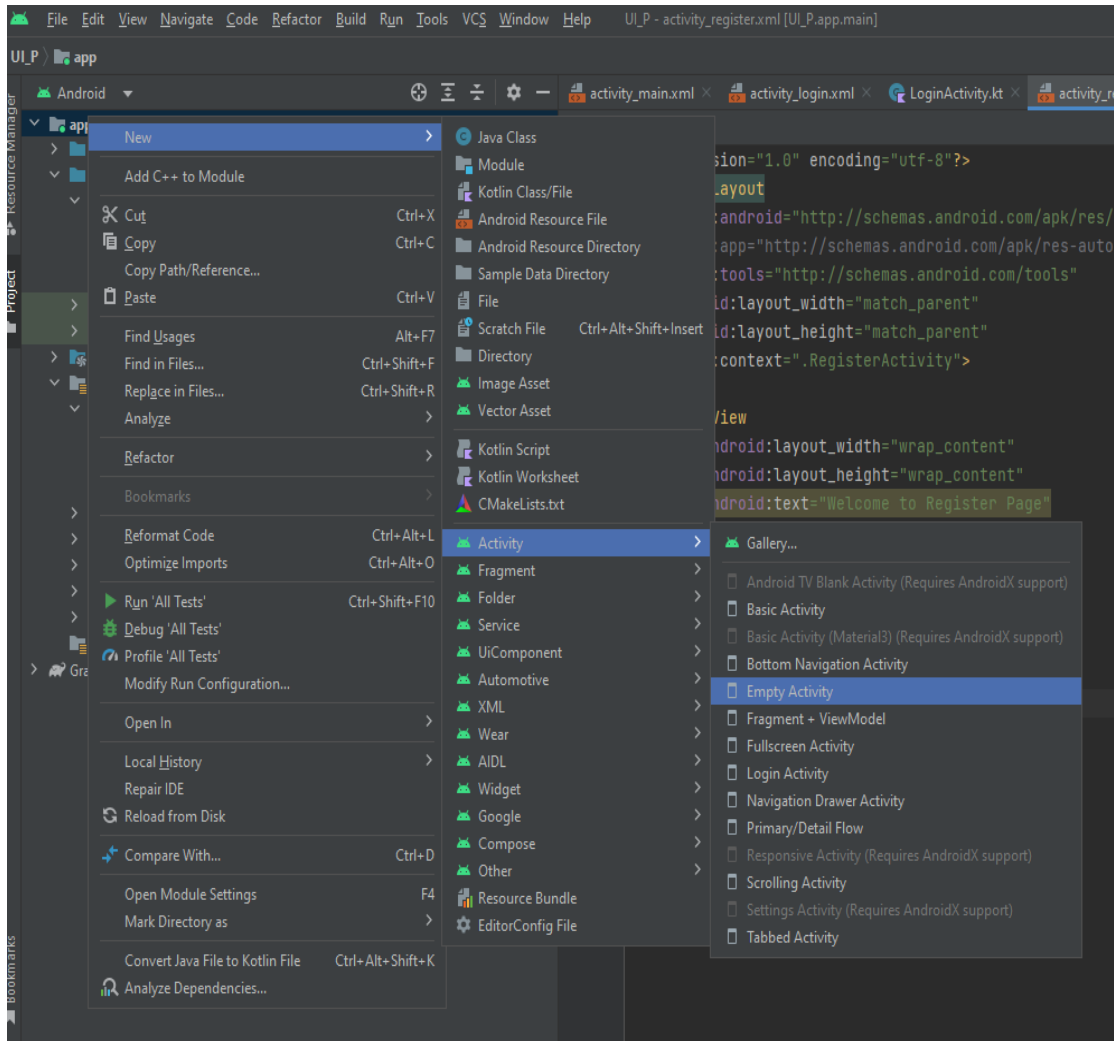 File Edit View Navigate Code Refactor Build Run Tools VCS Window Help UI_P - activity_register.xml [UI_P.app.main]
UI_P app
Android
activity_main.xml
activity_login.xml
LoginActivity.kt
Resource Manager
Project
Bookmarks
New
Add C++ to Module
Cut Ctrl+X
Copy Ctrl+C
Copy Path/Reference...
Paste Ctrl+V
Find Usages Alt+F7
Find in Files... Ctrl+Shift+F
Replace in Files... Ctrl+Shift+R
Analyze
Refactor
Bookmarks
Reformat Code Ctrl+Alt+L
Optimize Imports Ctrl+Alt+O
Run 'All Tests' Ctrl+Shift+F10
Debug 'All Tests'
Profile 'All Tests'
Modify Run Configuration...
Open In
Local History
Repair IDE
Reload from Disk
Compare With... Ctrl+D
Open Module Settings F4
Mark Directory as
Convert Java File to Kotlin File Ctrl+Alt+Shift+K
Analyze Dependencies...
Java Class
Module
Kotlin Class/File
Android Resource File
Android Resource Directory
Sample Data Directory
File
Scratch File Ctrl+Alt+Shift+Insert
Directory
Image Asset
Vector Asset
Kotlin Script
Kotlin Worksheet
CMakeLists.txt
Activity
Fragment
Folder
Service
UiComponent
Automotive
XML
Wear
AIDL
Widget
Google
Compose
Other
Resource Bundle
EditorConfig File
Gallery...
Android TV Blank Activity (Requires AndroidX support)
Basic Activity
Basic Activity (Material3) (Requires AndroidX support)
Bottom Navigation Activity
Empty Activity
Fragment + ViewModel
Fullscreen Activity
Login Activity
Navigation Drawer Activity
Primary/Detail Flow
Responsive Activity (Requires AndroidX support)
Scrolling Activity
Settings Activity (Requires AndroidX support)
Tabbed Activity
sion="1.0" encoding="utf-8"?>
Layout
:android="http://schemas.android.com/apk/res/
:app="http://schemas.android.com/apk/res-auto
:tools="http://schemas.android.com/tools"
id:layout_width="match_parent"
id:layout_height="match_parent"
:context=".RegisterActivity">
View
ndroid:layout_width="wrap_content"
ndroid:layout_height="wrap_content"
ndroid:text="Welcome to Register Page"